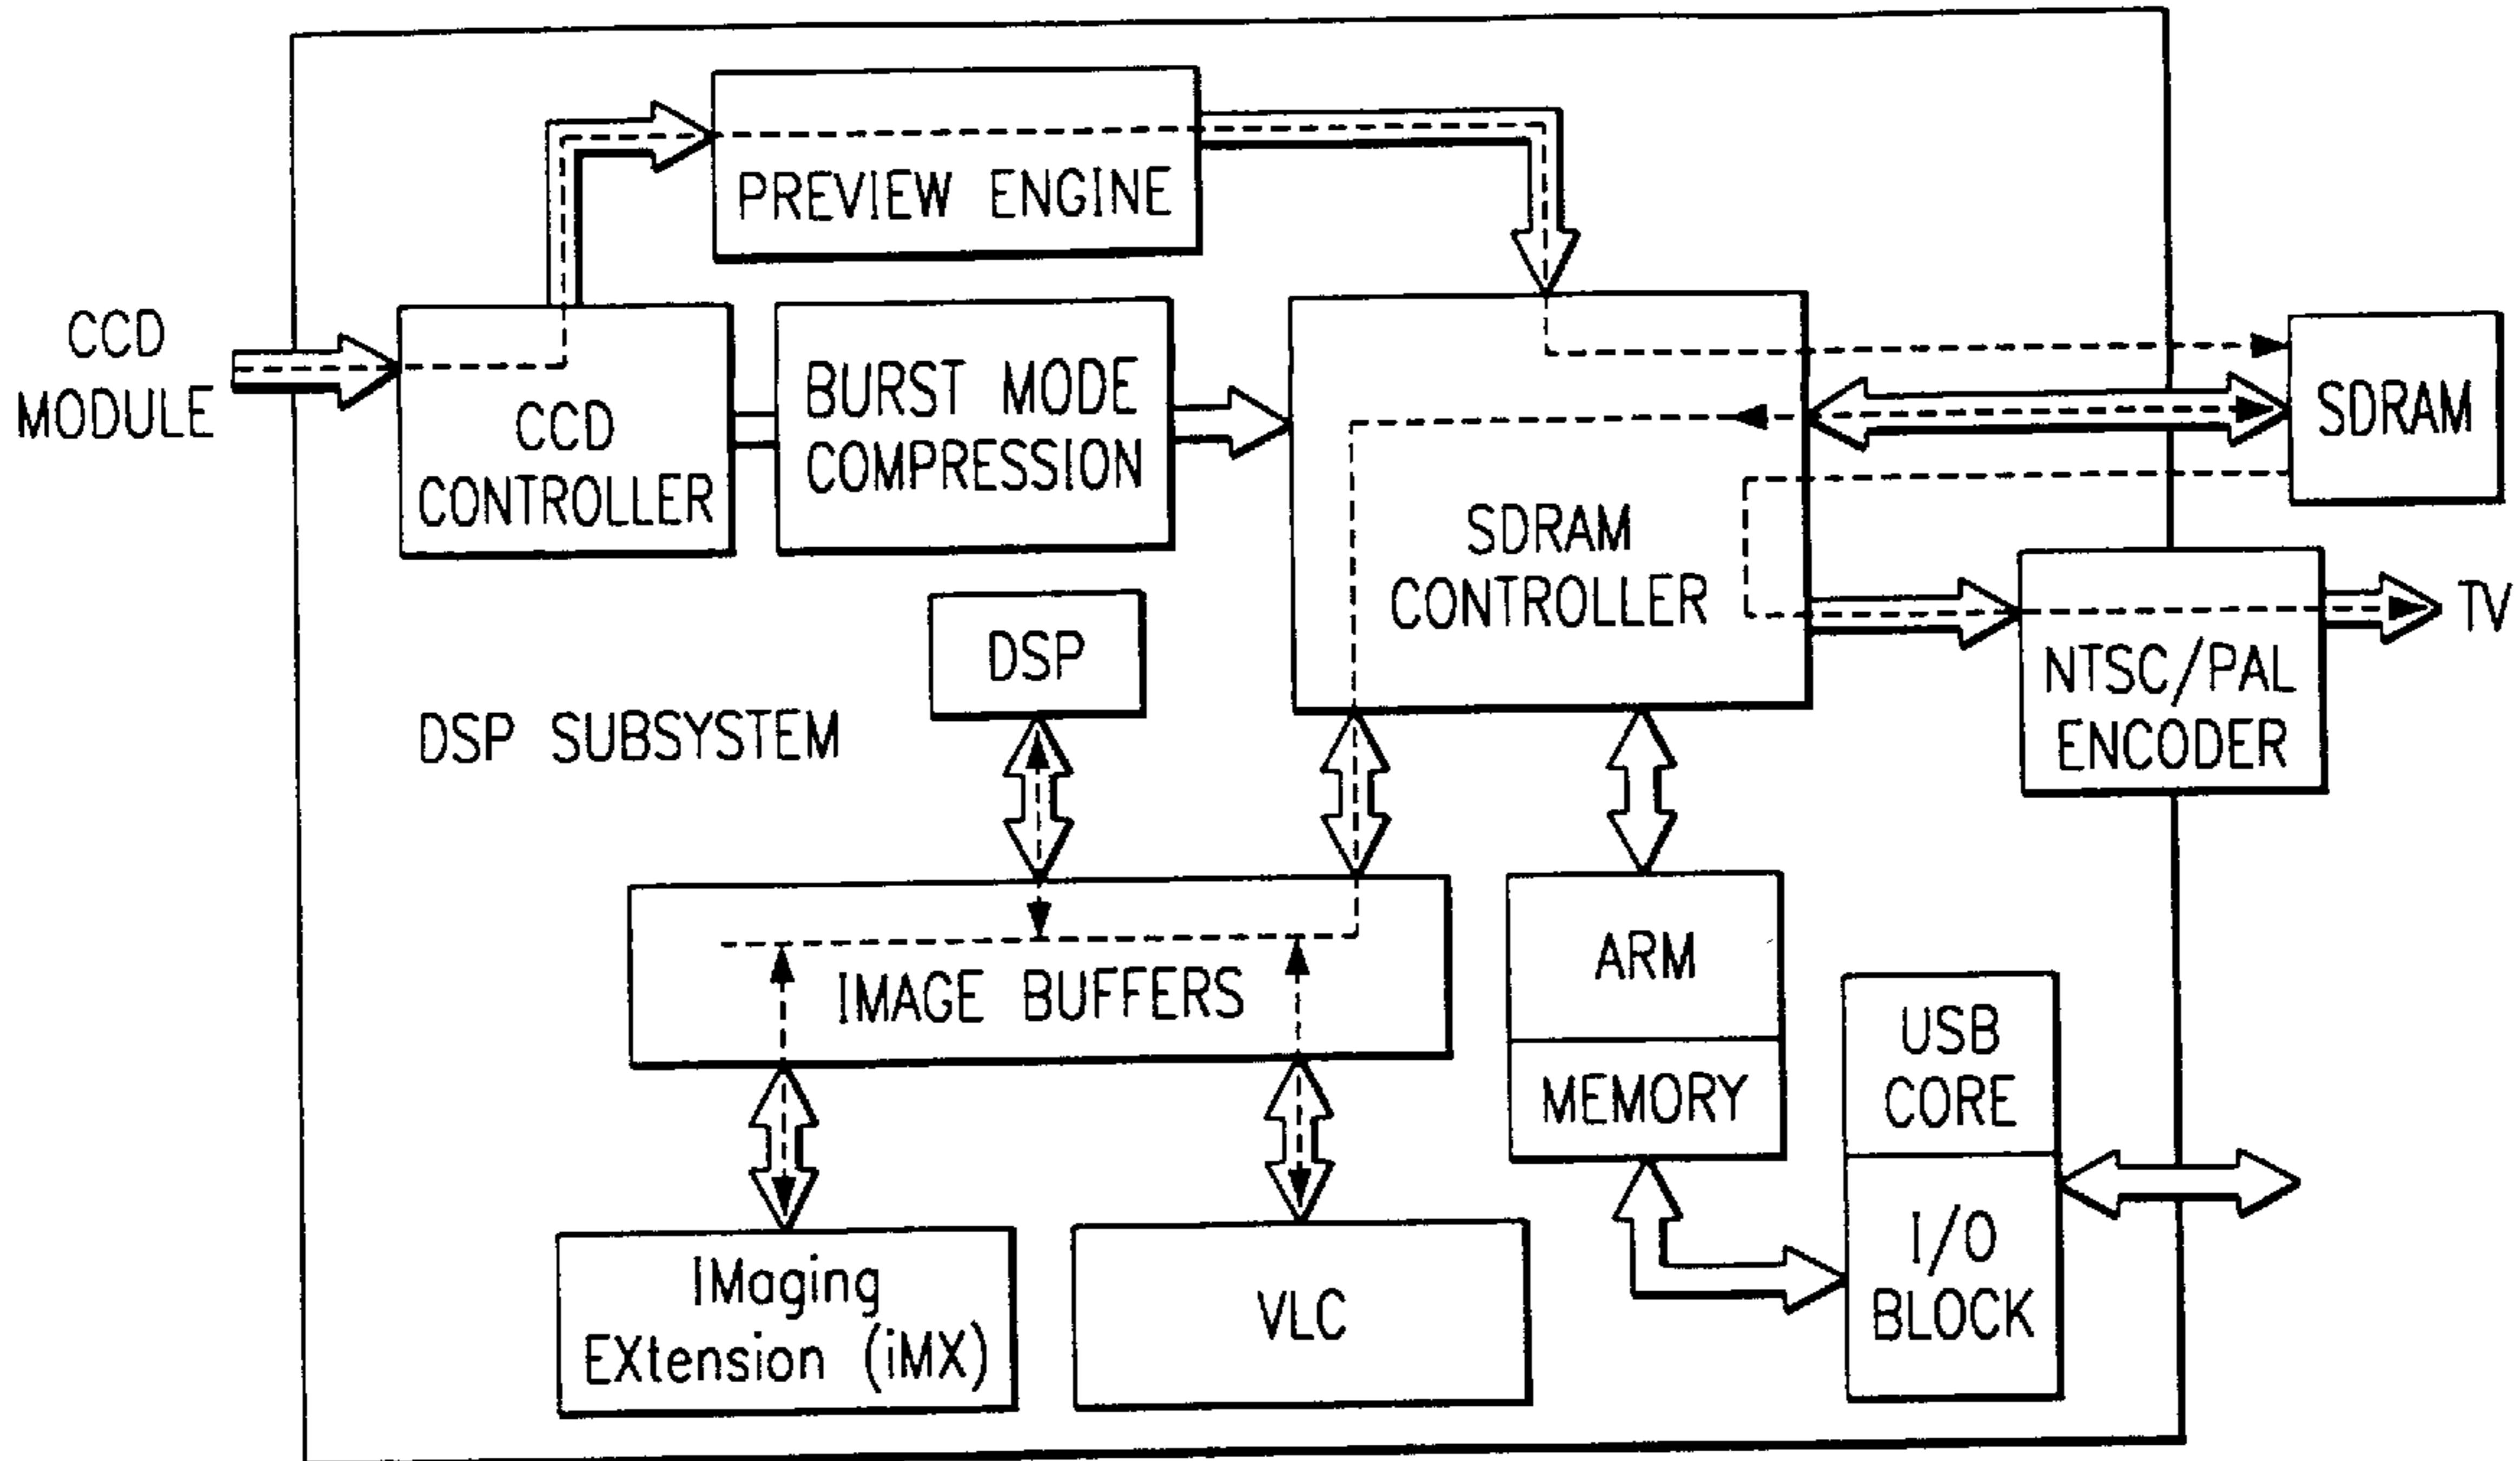 PREVIEW ENGINE
CCD
MODULE
CCD
CONTROLLER
BURST MODE
COMPRESSION
SDRAM
CONTROLLER
SDRAM
NTSC/PAL
ENCODER
TV
DSP
DSP SUBSYSTEM
IMAGE BUFFERS
ARM
MEMORY
USB
CORE
I/O
BLOCK
IMaging
EXtension (iMX)
VLC